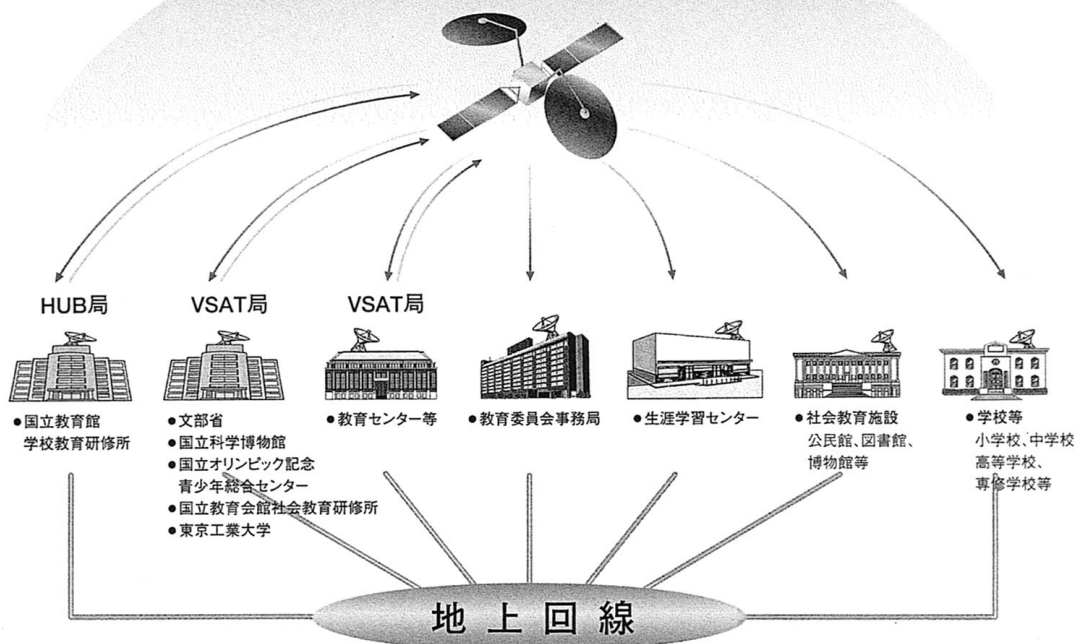 HUB局
VSAT局
VSAT局
●国立教育館
学校教育研修所
●文部省
●国立科学博物館
●国立オリンピック記念
青少年総合センター
●国立教育会館社会教育研修所
●東京工業大学
●教育センター等
●教育委員会事務局
●生涯学習センター
●社会教育施設
公民館、図書館、
博物館等
●学校等
小学校、中学校
高等学校、
専修学校等
地上回線